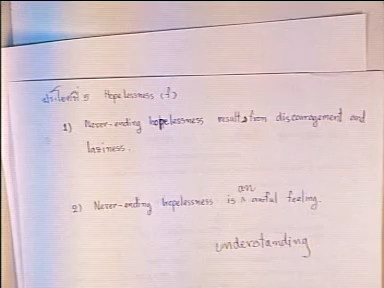 Hopelessness (f)
1) Never-ending hopelessness results from discouragement and
laziness.
an
2) Never-ending hopelessness is ^ awful feeling.
understanding